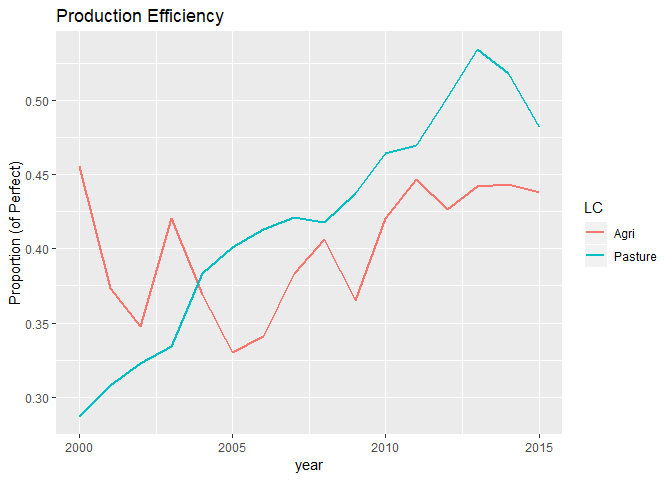 Production Efficiency
Proportion (of Perfect)
0.50
0.45
0.40
0.35
0.30
2000 2005 2010 2015
year
LC
Agri
Pasture